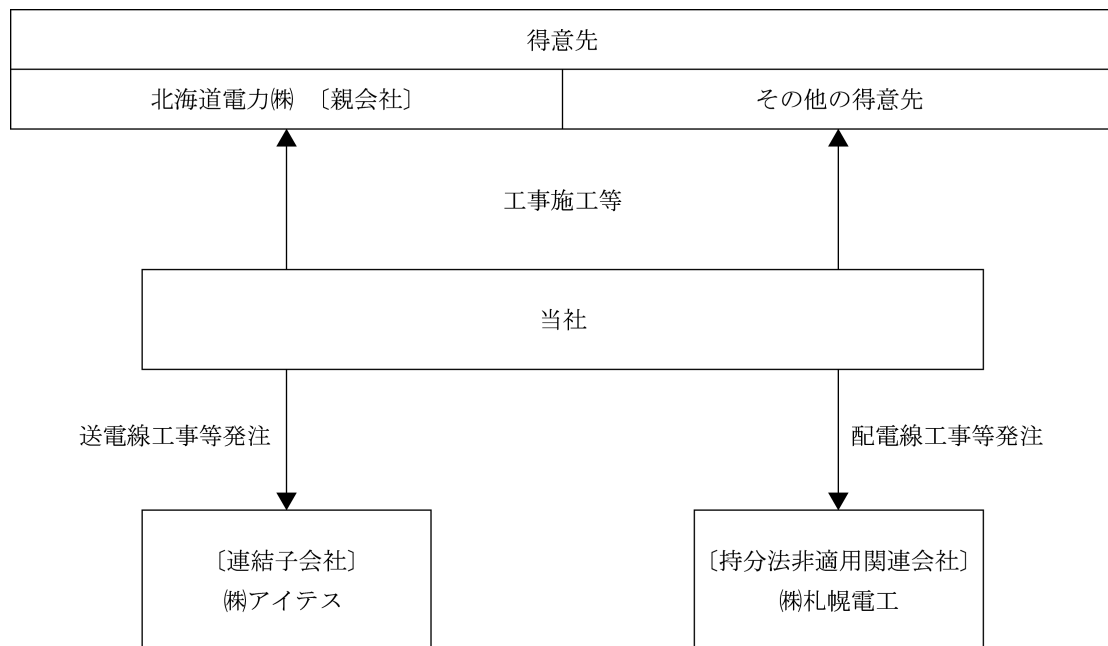 得意先
北海道電力㈱　〔親会社〕
その他の得意先
工事施工等
当社
送電線工事等発注
配電線工事等発注
〔連結子会社〕
㈱アイテス
〔持分法非適用関連会社〕
㈱札幌電工